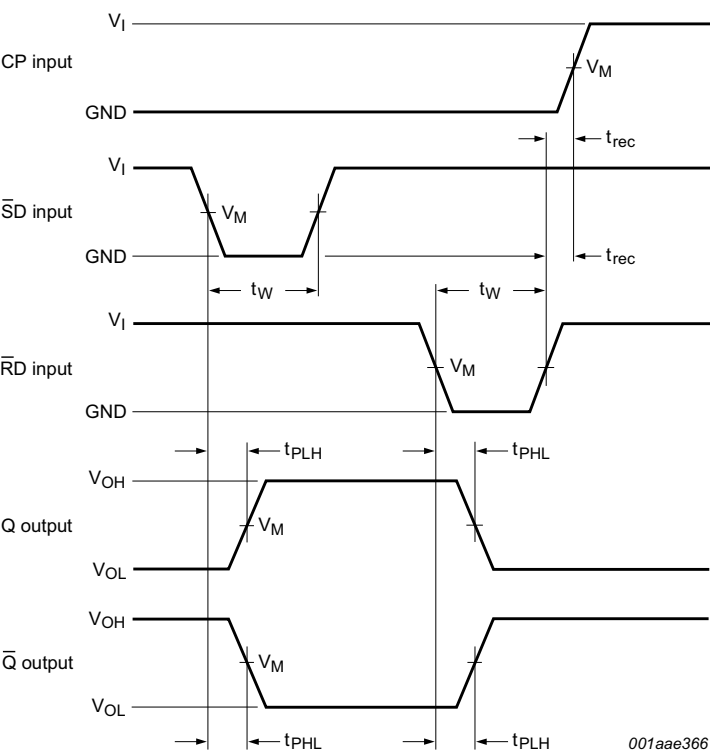 V_I
CP input
V_M
GND
t_rec
V_I
S̅D input
V_M
GND
t_rec
t_W t_W
V_I
R̅D input
V_M
GND
t_PLH t_PHL
V_OH
Q output
V_M
V_OL
V_OH
Q̅ output
V_M
V_OL
t_PHL t_PLH
001aae366